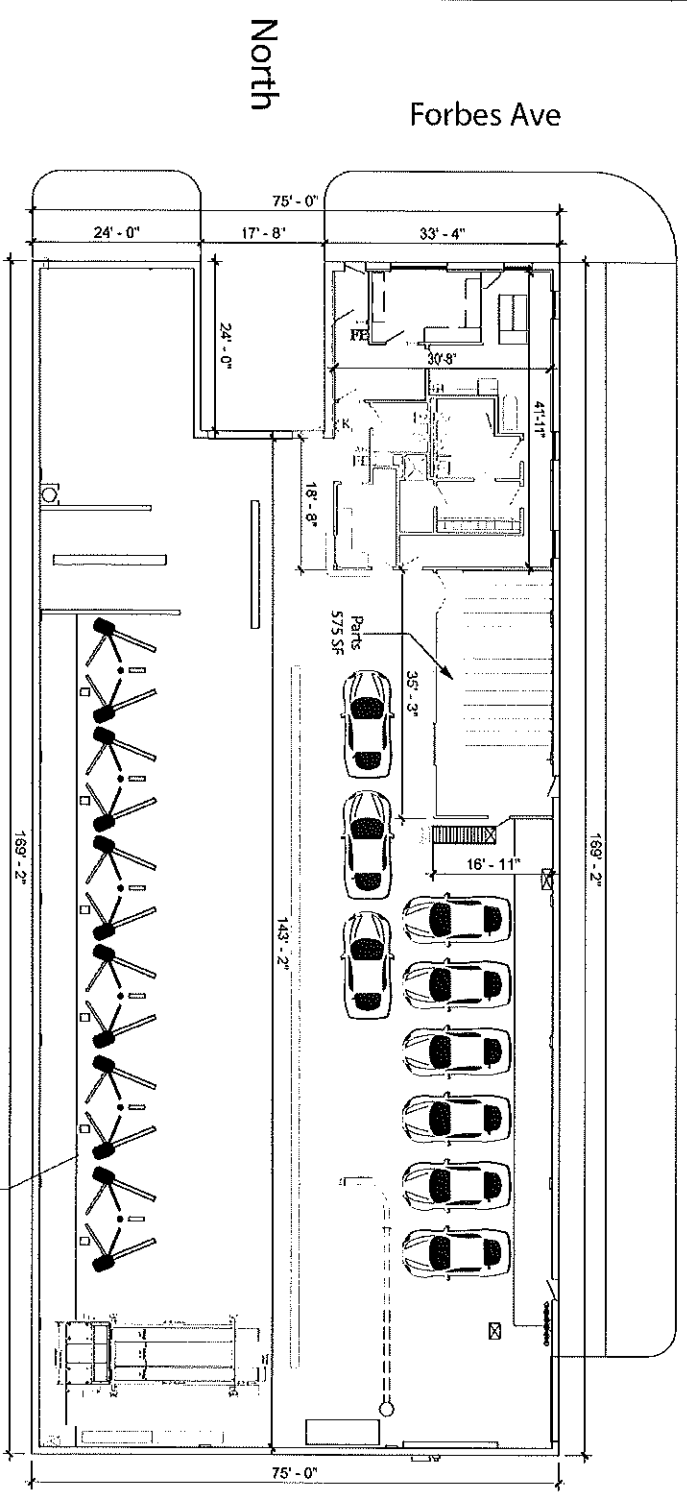 North
Forbes Ave
75' - 0"
24' - 0"
17' - 8"
33' - 4"
24' - 0"
FE
30'8"
41'-11"
K
FE
18' - 8"
Parts
575 SF
35' - 3"
16' - 11"
169' - 2"
169' - 2"
143' - 2"
75' - 0"